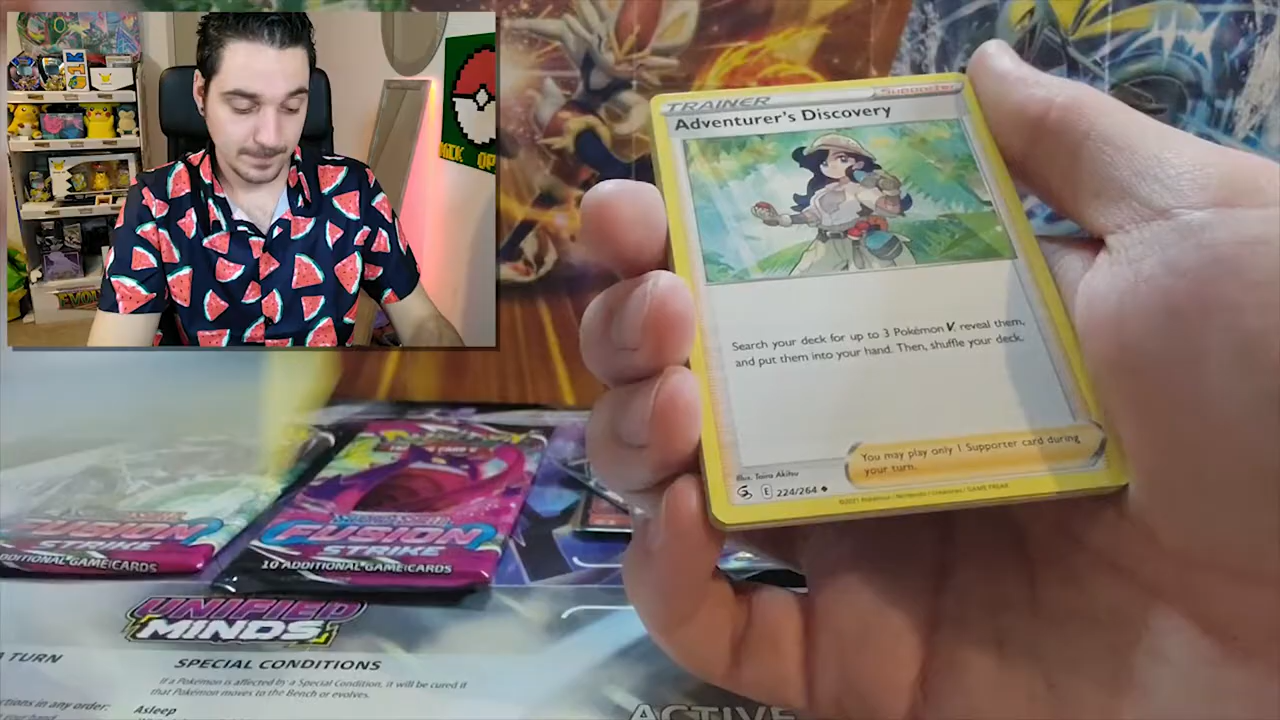 TRAINER
Supporter
Adventurer's Discovery
Search your deck for up to 3 Pokémon V, reveal them,
and put them into your hand. Then, shuffle your deck.
You may play only 1 Supporter card during
your turn.
Illus. Taira Akitsu
E 224/264
©2021 Pokémon / Nintendo / Creatures / GAME FREAK
FUSION
STRIKE
ADDITIONAL GAME CARDS
FUSION
STRIKE
10 ADDITIONAL GAME CARDS
UNIFIED
MINDS
A TURN
SPECIAL CONDITIONS
If a Pokémon is affected by a Special Condition, it will be cured if
that Pokémon moves to the Bench or evolves.
ctions in any order:
Asleep
ACTIVE